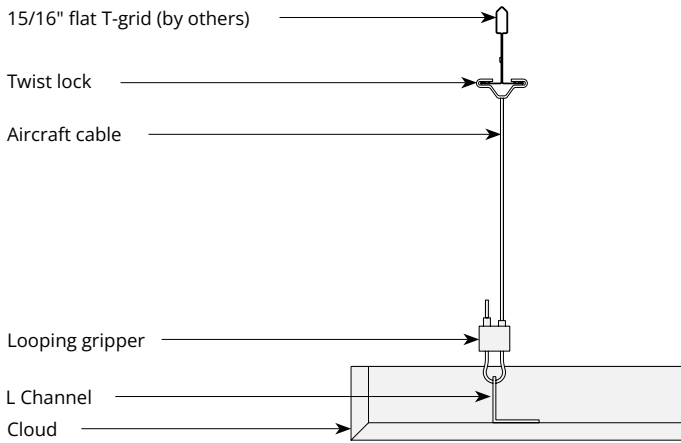 15/16" flat T-grid (by others)
Twist lock
Aircraft cable
Looping gripper
L Channel
Cloud